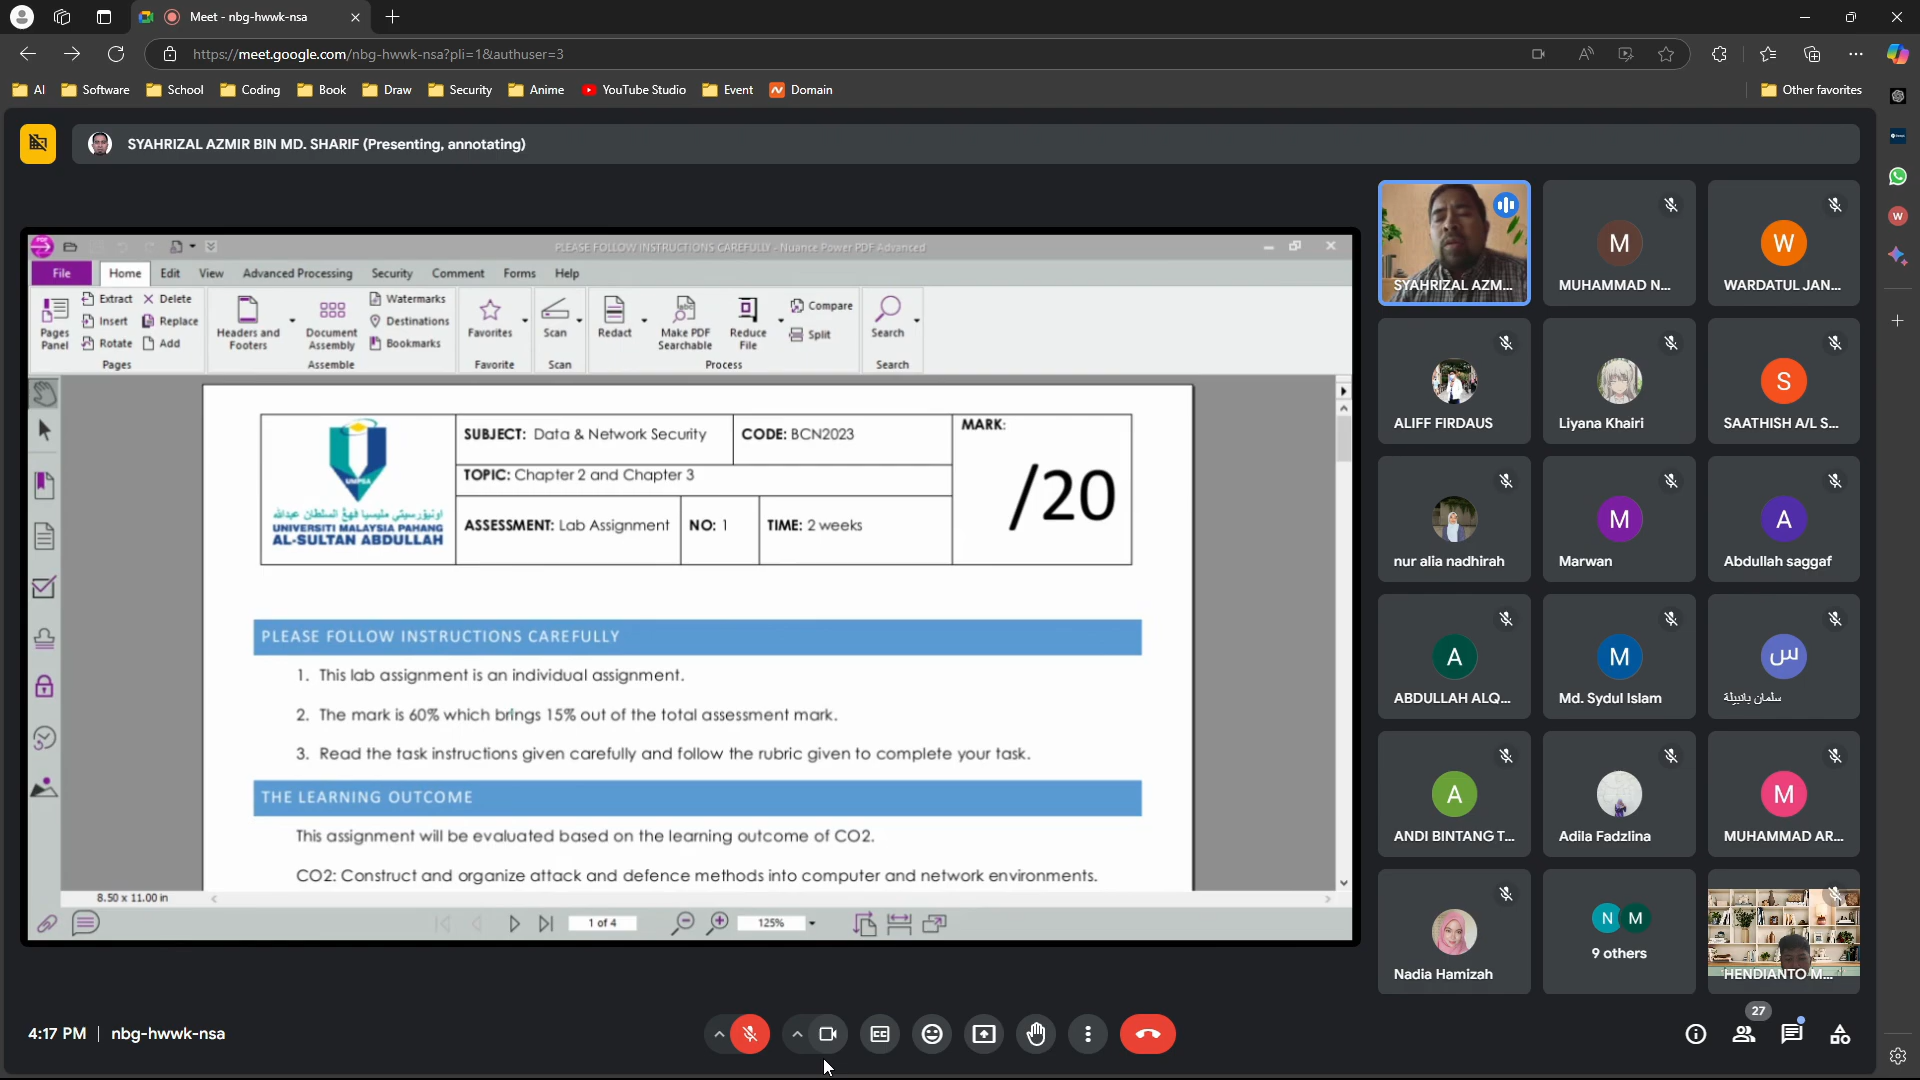 Meet - nbg-hwwk-nsa
https://meet.google.com/nbg-hwwk-nsa?pli=1&authuser=3
AI Software School Coding Book Draw Security Anime YouTube Studio Event Domain Other favorites
SYAHRIZAL AZMIR BIN MD. SHARIF (Presenting, annotating)
PLEASE FOLLOW INSTRUCTIONS CAREFULLY - Nuance Power PDF Advanced
File Home Edit View Advanced Processing Security Comment Forms Help
Extract Delete
Insert Replace
Rotate Add
Pages Panel
Pages
Headers and Footers
Document Assembly
Watermarks
Destinations
Bookmarks
Assemble
Favorites
Favorite
Scan
Scan
Redact
Make PDF Searchable
Reduce File
Compare
Split
Process
Search
Search
UMPSA
اونيۏرسيتي مليسيا ڤهڠ السلطان عبدالله
UNIVERSITI MALAYSIA PAHANG
AL-SULTAN ABDULLAH
SUBJECT: Data & Network Security
CODE: BCN2023
MARK:
/20
TOPIC: Chapter 2 and Chapter 3
ASSESSMENT: Lab Assignment
NO: 1
TIME: 2 weeks
PLEASE FOLLOW INSTRUCTIONS CAREFULLY
1. This lab assignment is an individual assignment.
2. The mark is 60% which brings 15% out of the total assessment mark.
3. Read the task instructions given carefully and follow the rubric given to complete your task.
THE LEARNING OUTCOME
This assignment will be evaluated based on the learning outcome of CO2.
CO2: Construct and organize attack and defence methods into computer and network environments.
8.50 x 11.00 in
1 of 4
125%
SYAHRIZAL AZM...
M
MUHAMMAD N...
W
WARDATUL JAN...
ALIFF FIRDAUS
Liyana Khairi
S
SAATHISH A/L S...
nur alia nadhirah
M
Marwan
A
Abdullah saggaf
A
ABDULLAH ALQ...
M
Md. Sydul Islam
س
سلمان بانبيلة
A
ANDI BINTANG T...
Adila Fadzlina
M
MUHAMMAD AR...
Nadia Hamizah
N M
9 others
HENDIANTO M...
4:17 PM | nbg-hwwk-nsa
27
W